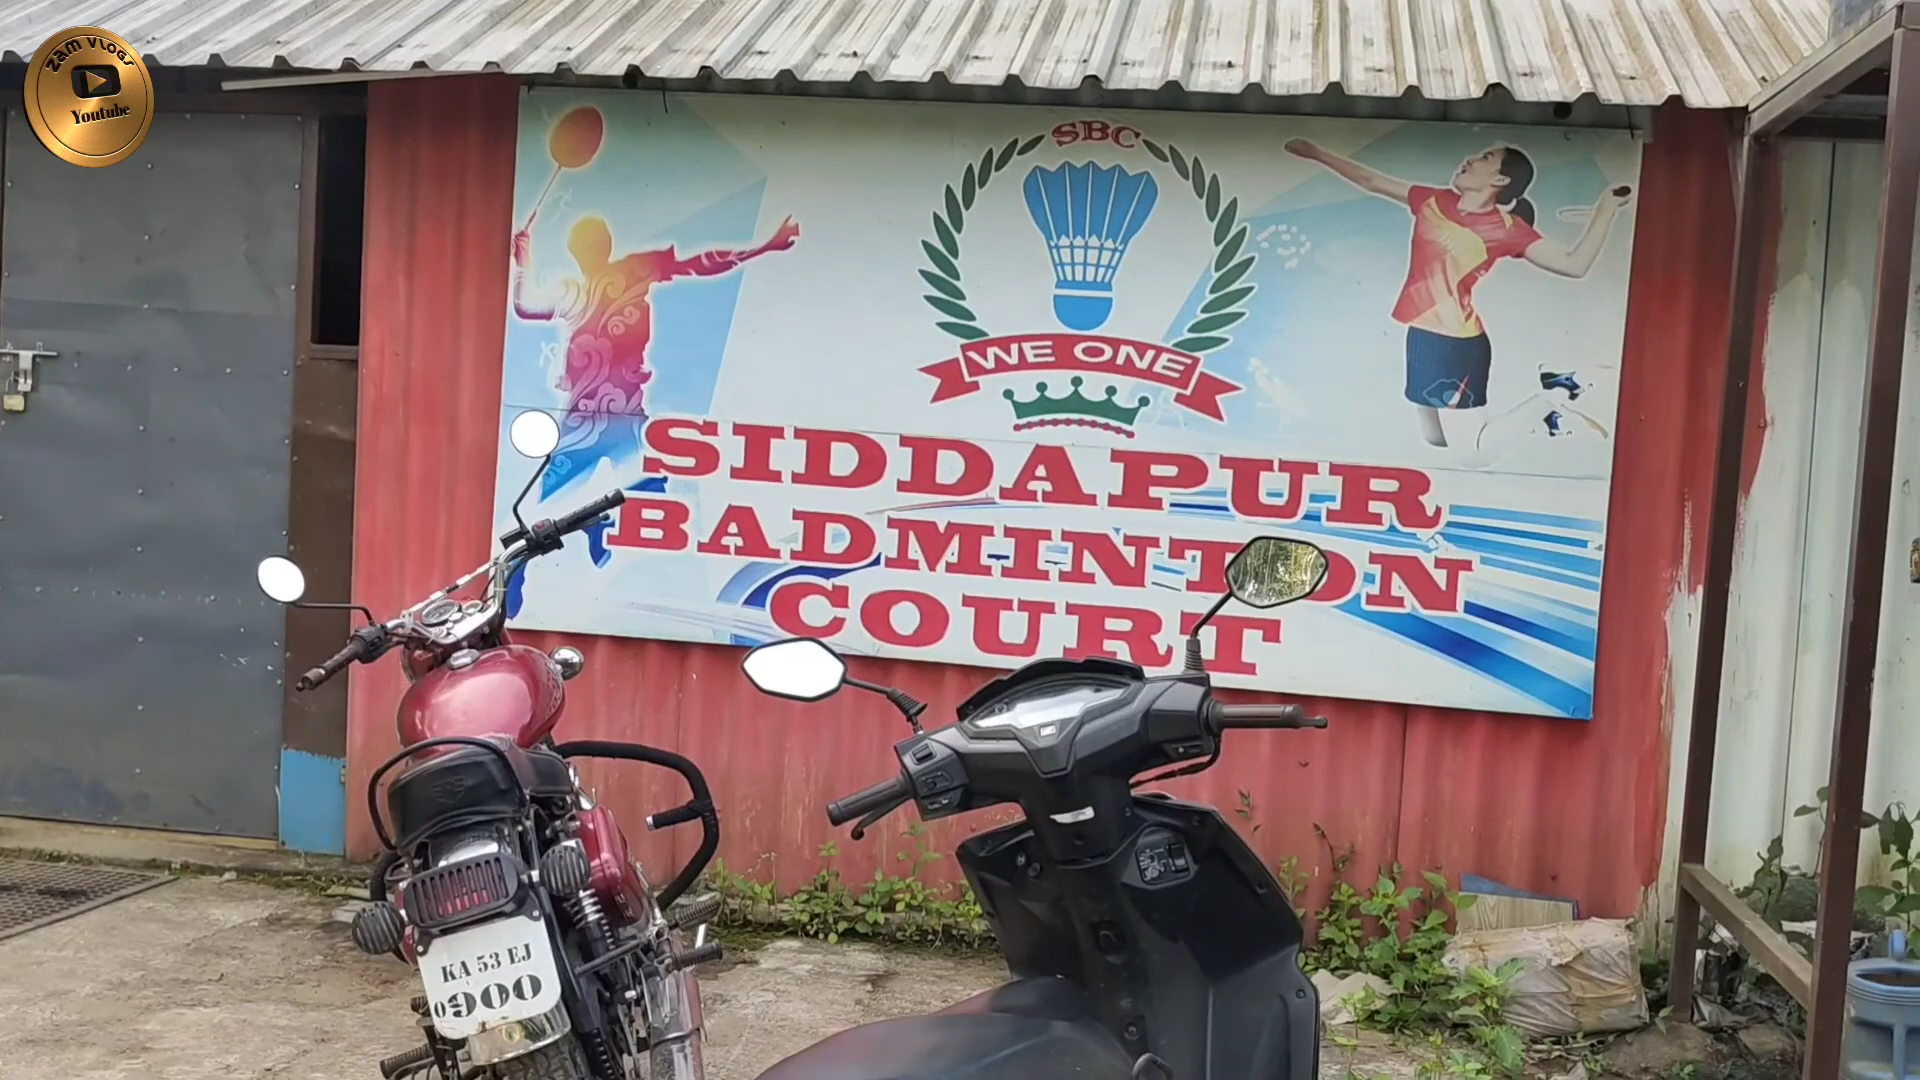 Zam Vlogs
Youtube
SBC
WE ONE
SIDDAPUR
BADMINTON
COURT
KA 53 EJ
0900